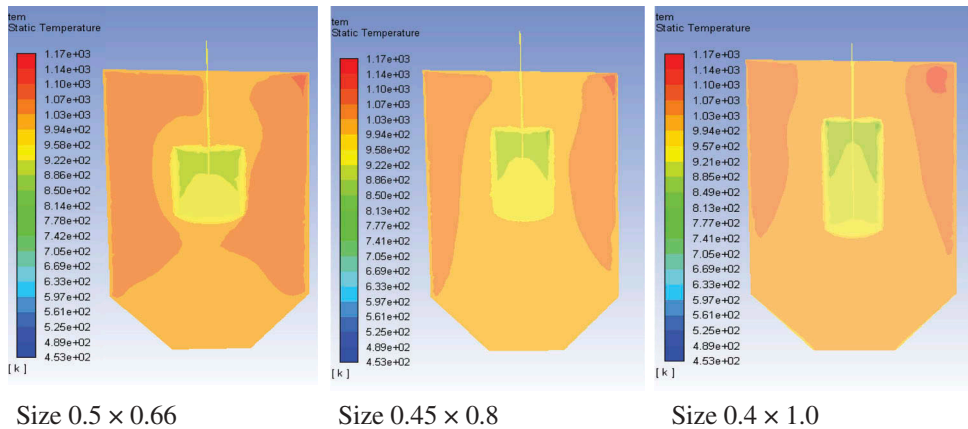 tem
Static Temperature
1.17e+03
1.14e+03
1.10e+03
1.07e+03
1.03e+03
9.94e+02
9.58e+02
9.22e+02
8.86e+02
8.50e+02
8.14e+02
7.78e+02
7.42e+02
7.05e+02
6.69e+02
6.33e+02
5.97e+02
5.61e+02
5.25e+02
4.89e+02
4.53e+02
[ k ]
Size 0.5 × 0.66
tem
Static Temperature
1.17e+03
1.14e+03
1.10e+03
1.07e+03
1.03e+03
9.94e+02
9.58e+02
9.22e+02
8.86e+02
8.50e+02
8.13e+02
7.77e+02
7.41e+02
7.05e+02
6.69e+02
6.33e+02
5.97e+02
5.61e+02
5.25e+02
4.89e+02
4.53e+02
[ k ]
Size 0.45 × 0.8
tem
Static Temperature
1.17e+03
1.14e+03
1.10e+03
1.07e+03
1.03e+03
9.94e+02
9.57e+02
9.21e+02
8.85e+02
8.49e+02
8.13e+02
7.77e+02
7.41e+02
7.05e+02
6.69e+02
6.33e+02
5.97e+02
5.61e+02
5.25e+02
4.89e+02
4.53e+02
[ k ]
Size 0.4 × 1.0